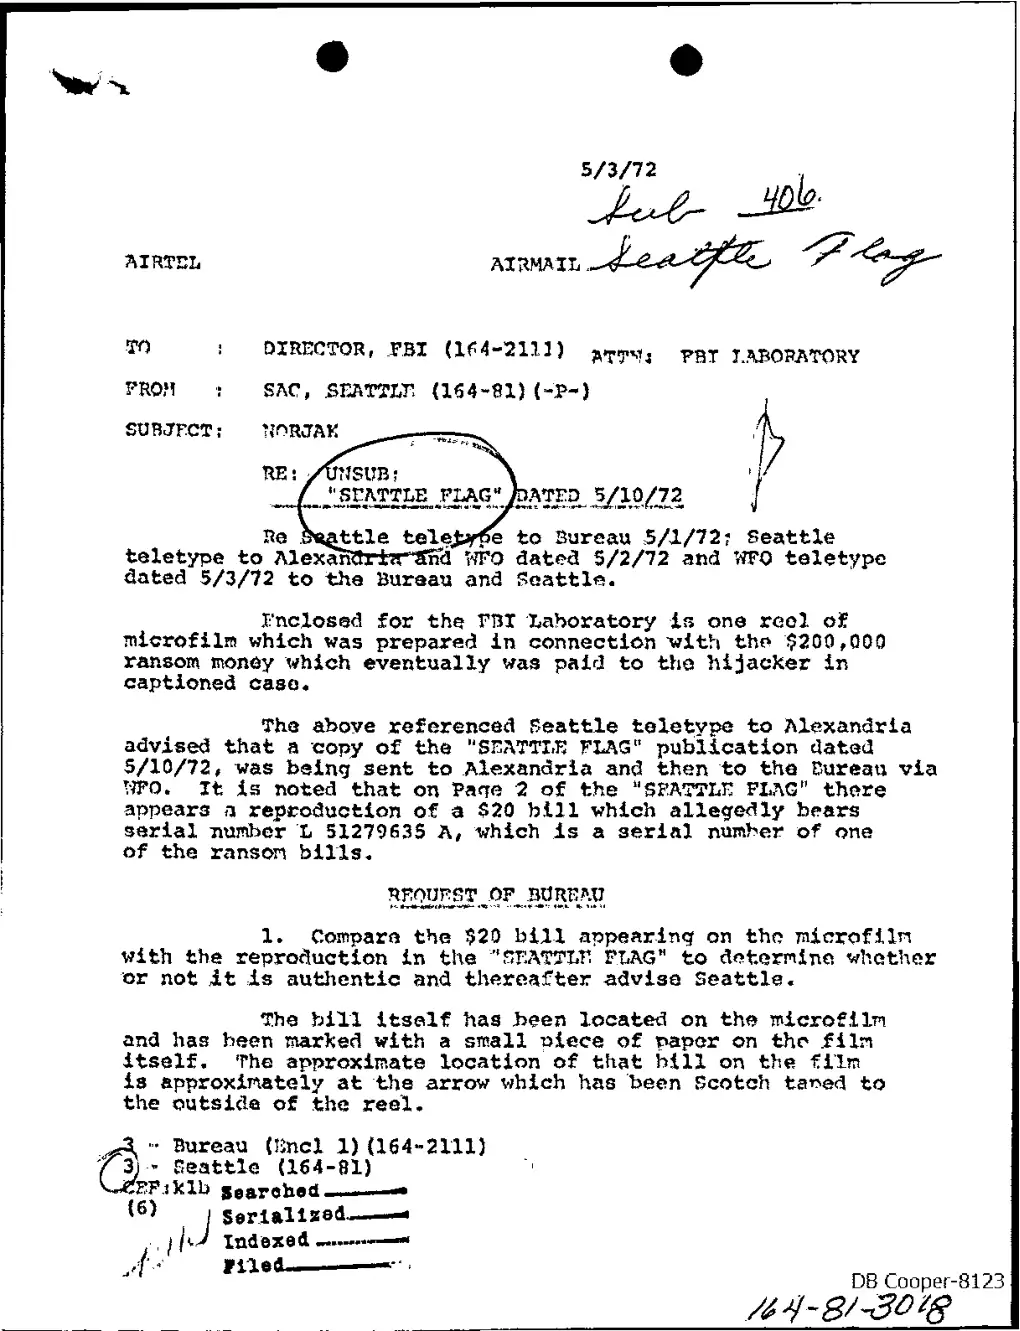 5/3/72
Sub 406.
AIRTEL AIRMAIL Seattle Flag
TO : DIRECTOR, FBI (164-2111) ATTN: FBI LABORATORY
FROM : SAC, SEATTLE (164-81)(-P-)
SUBJECT: NORJAK
RE: UNSUB;
"SEATTLE FLAG" DATED 5/10/72
Re Seattle teletype to Bureau 5/1/72; Seattle
teletype to Alexandria and WFO dated 5/2/72 and WFO teletype
dated 5/3/72 to the Bureau and Seattle.
Enclosed for the FBI Laboratory is one reel of
microfilm which was prepared in connection with the $200,000
ransom money which eventually was paid to the hijacker in
captioned case.
The above referenced Seattle teletype to Alexandria
advised that a copy of the "SEATTLE FLAG" publication dated
5/10/72, was being sent to Alexandria and then to the Bureau via
WFO. It is noted that on Page 2 of the "SEATTLE FLAG" there
appears a reproduction of a $20 bill which allegedly bears
serial number L 51279635 A, which is a serial number of one
of the ransom bills.
REQUEST OF BUREAU
1. Compare the $20 bill appearing on the microfilm
with the reproduction in the "SEATTLE FLAG" to determine whether
or not it is authentic and thereafter advise Seattle.
The bill itself has been located on the microfilm
and has been marked with a small piece of paper on the film
itself. The approximate location of that bill on the film
is approximately at the arrow which has been Scotch taped to
the outside of the reel.
3 - Bureau (Encl 1)(164-2111)
3 - Seattle (164-81)
CEF:klb Searched
(6) Serialized
Indexed
Filed
DB Cooper-8123
164-81-3018